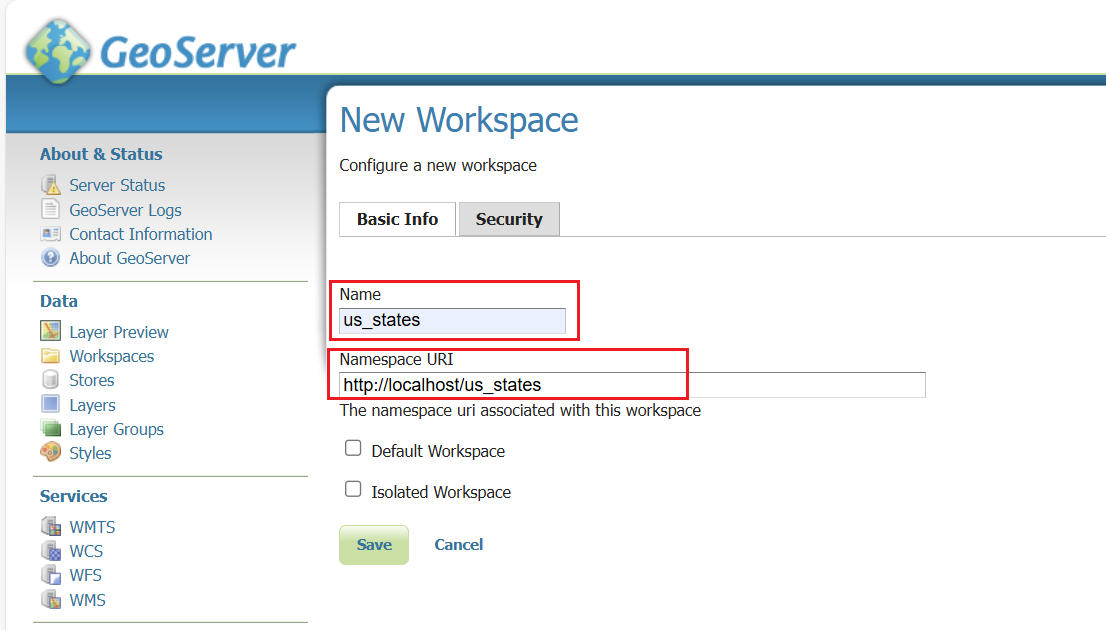 GeoServer
New Workspace
Configure a new workspace
Basic Info
Security
About & Status
Server Status
GeoServer Logs
Contact Information
About GeoServer
Data
Layer Preview
Workspaces
Stores
Layers
Layer Groups
Styles
Services
WMTS
WCS
WFS
WMS
Name
us_states
Namespace URI
http://localhost/us_states
The namespace uri associated with this workspace
Default Workspace
Isolated Workspace
Save
Cancel